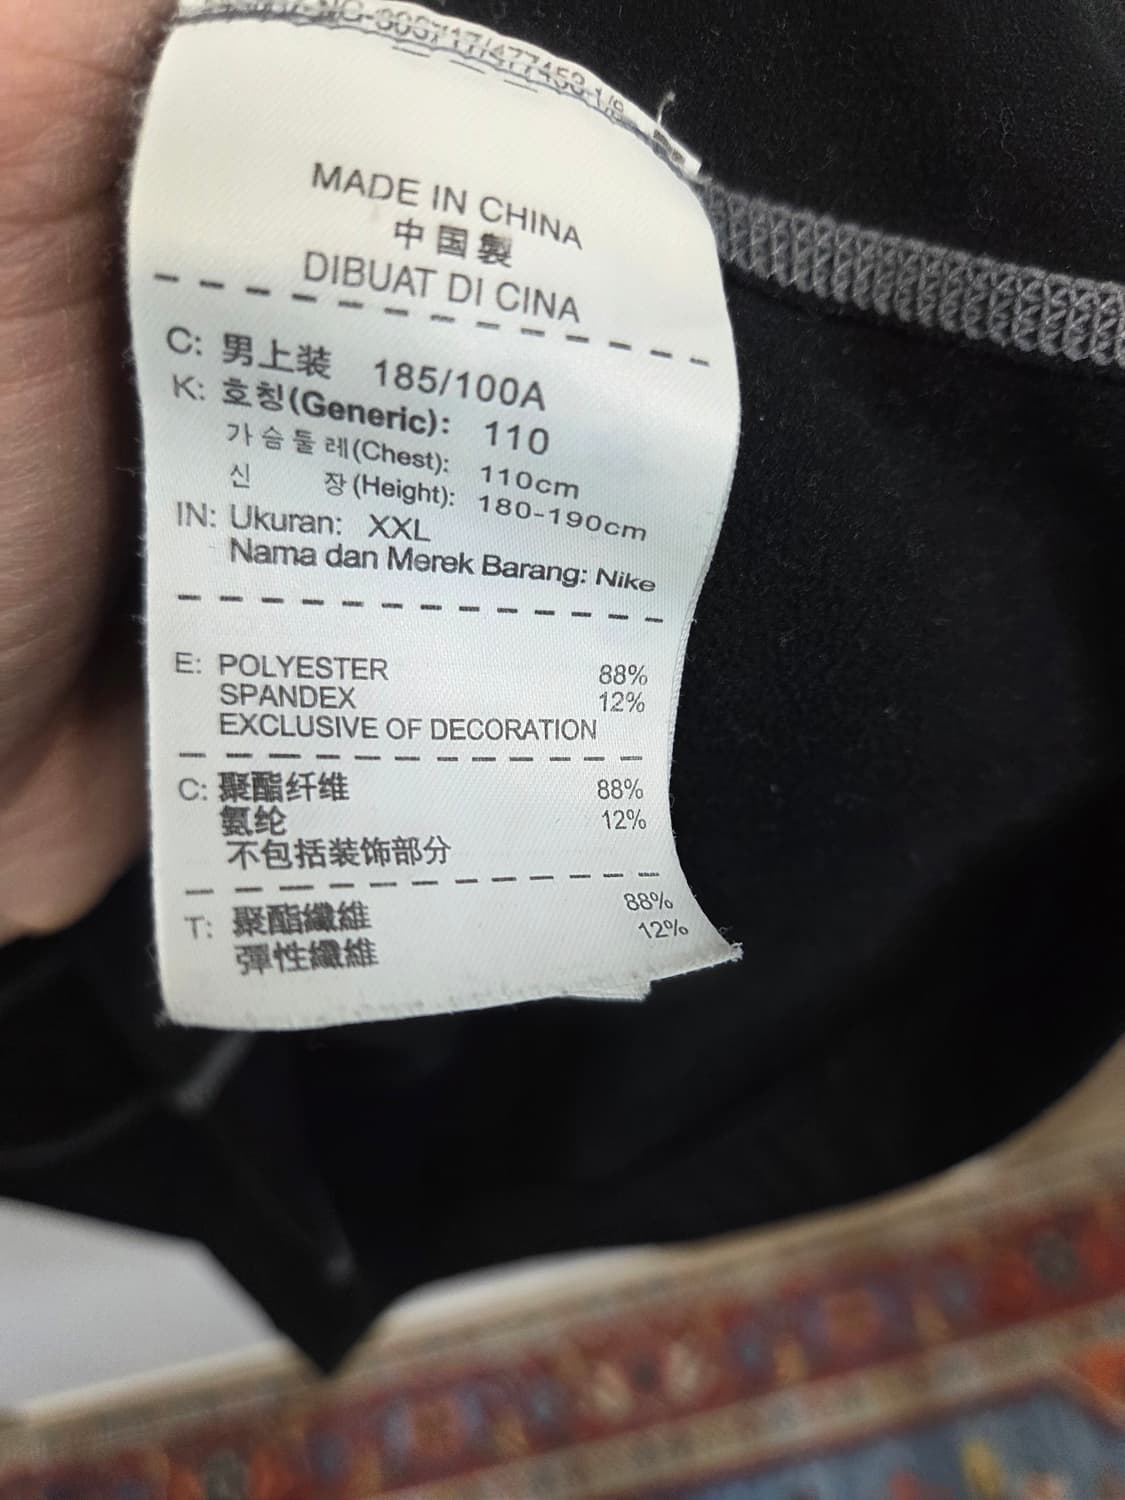 MADE IN CHINA
中国製
DIBUAT DI CINA
C: 男上装 185/100A
K: 호칭(Generic): 110
가슴둘레(Chest): 110cm
신 장(Height): 180-190cm
IN: Ukuran: XXL
Nama dan Merek Barang: Nike
E: POLYESTER 88%
SPANDEX 12%
EXCLUSIVE OF DECORATION
C: 聚酯纤维 88%
氨纶 12%
不包括装饰部分
T: 聚酯纖維 88%
彈性纖維 12%